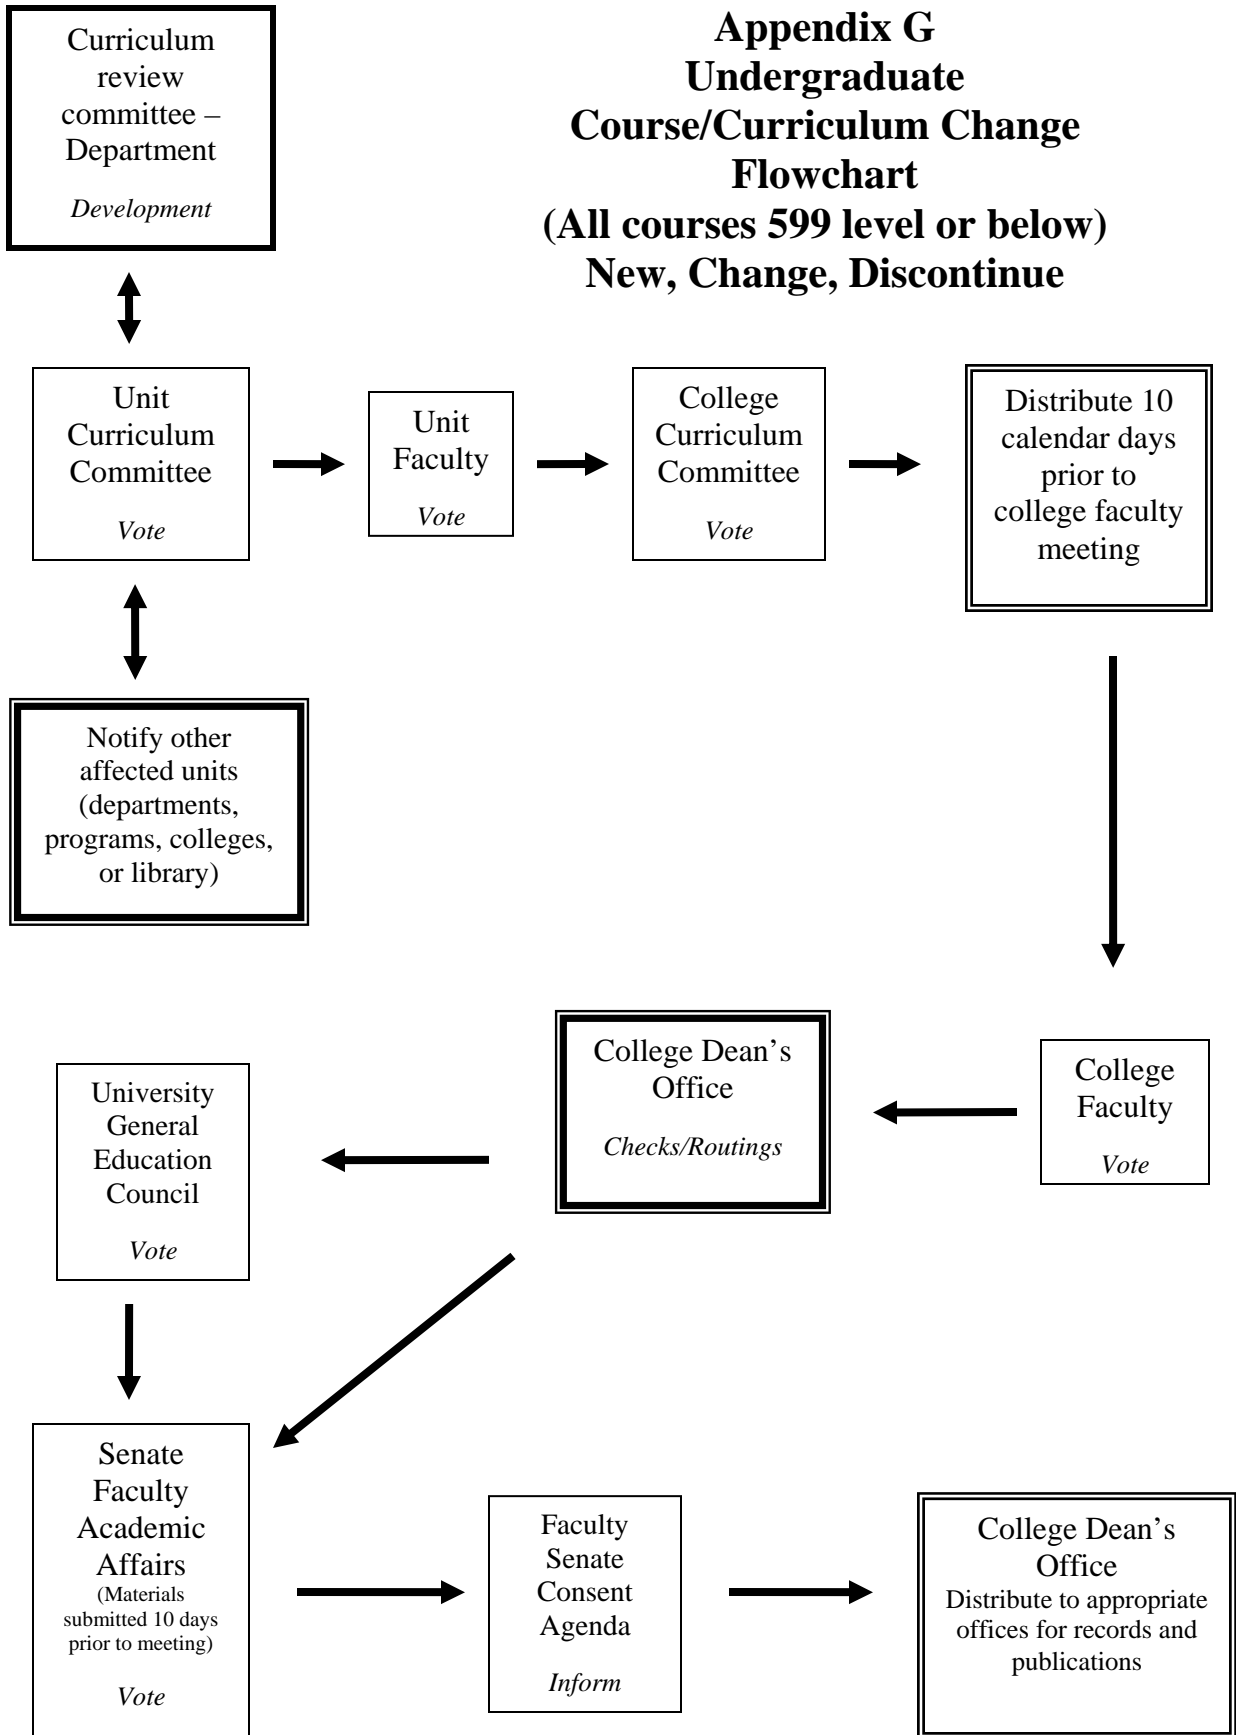 Appendix G
Undergraduate
Course/Curriculum Change
Flowchart
(All courses 599 level or below)
New, Change, Discontinue
Curriculum
review
committee –
Department
Development
Unit
Curriculum
Committee
Vote
Unit
Faculty
Vote
College
Curriculum
Committee
Vote
Distribute 10
calendar days
prior to
college faculty
meeting
Notify other
affected units
(departments,
programs, colleges,
or library)
College
Faculty
Vote
College Dean’s
Office
Checks/Routings
University
General
Education
Council
Vote
Senate
Faculty
Academic
Affairs
(Materials
submitted 10 days
prior to meeting)
Vote
Faculty
Senate
Consent
Agenda
Inform
College Dean’s
Office
Distribute to appropriate
offices for records and
publications